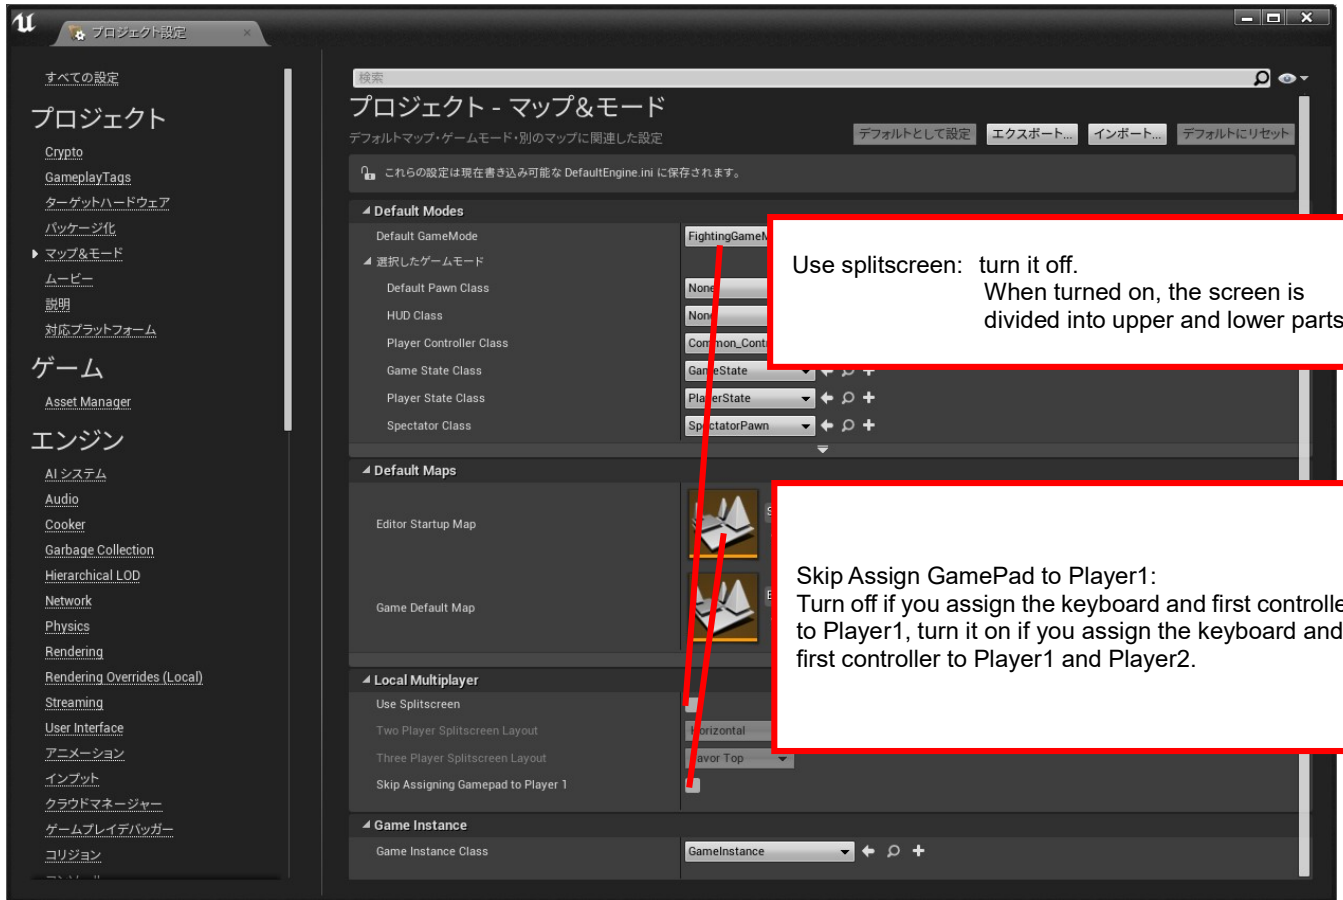 プロジェクト設定
すべての設定
プロジェクト
Crypto
GameplayTags
ターゲットハードウェア
パッケージ化
マップ&モード
ムービー
説明
対応プラットフォーム
ゲーム
Asset Manager
エンジン
AI システム
Audio
Cooker
Garbage Collection
Hierarchical LOD
Network
Physics
Rendering
Rendering Overrides (Local)
Streaming
User Interface
アニメーション
インプット
クラウドマネージャー
ゲームプレイデバッガー
コリジョン
検索
プロジェクト - マップ&モード
デフォルトマップ・ゲームモード・別のマップに関連した設定
デフォルトとして設定 エクスポート... インポート... デフォルトにリセット
これらの設定は現在書き込み可能な DefaultEngine.ini に保存されます。
Default Modes
Default GameMode FightingGameM
選択したゲームモード
Default Pawn Class None
HUD Class None
Player Controller Class Common_Cont
Game State Class GameState
Player State Class PlayerState
Spectator Class SpectatorPawn
Use splitscreen: turn it off.
When turned on, the screen is
divided into upper and lower parts
Default Maps
Editor Startup Map
Game Default Map
Skip Assign GamePad to Player1:
Turn off if you assign the keyboard and first controlle
to Player1, turn it on if you assign the keyboard and
first controller to Player1 and Player2.
Local Multiplayer
Use Splitscreen
Two Player Splitscreen Layout Horizontal
Three Player Splitscreen Layout Favor Top
Skip Assigning Gamepad to Player 1
Game Instance
Game Instance Class GameInstance